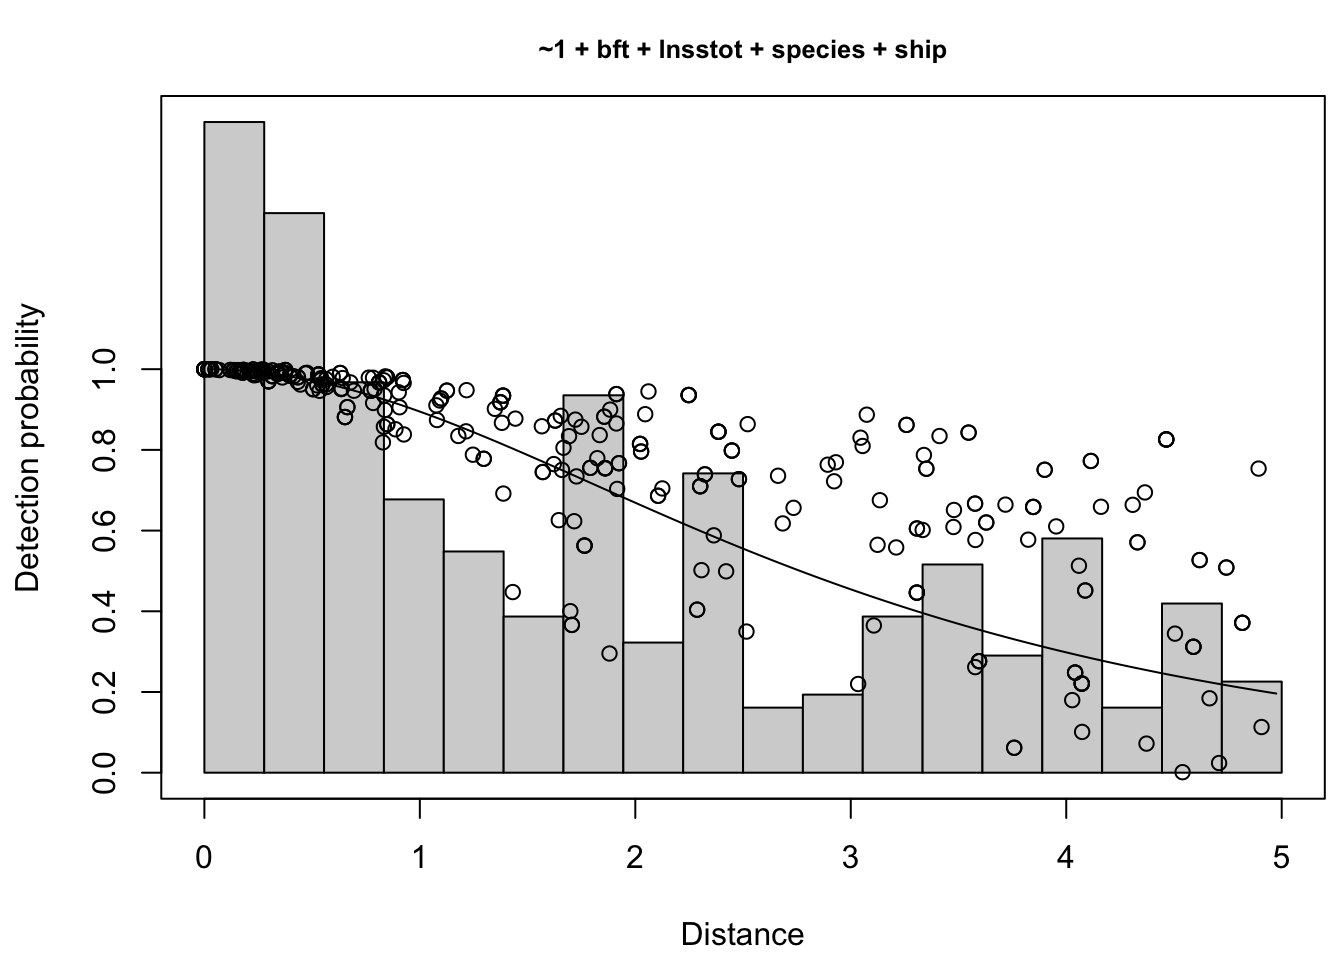 ~1 + bft + lnsstot + species + ship
Detection probability
1.0
0.8
0.6
0.4
0.2
0.0
0 1 2 3 4 5
Distance